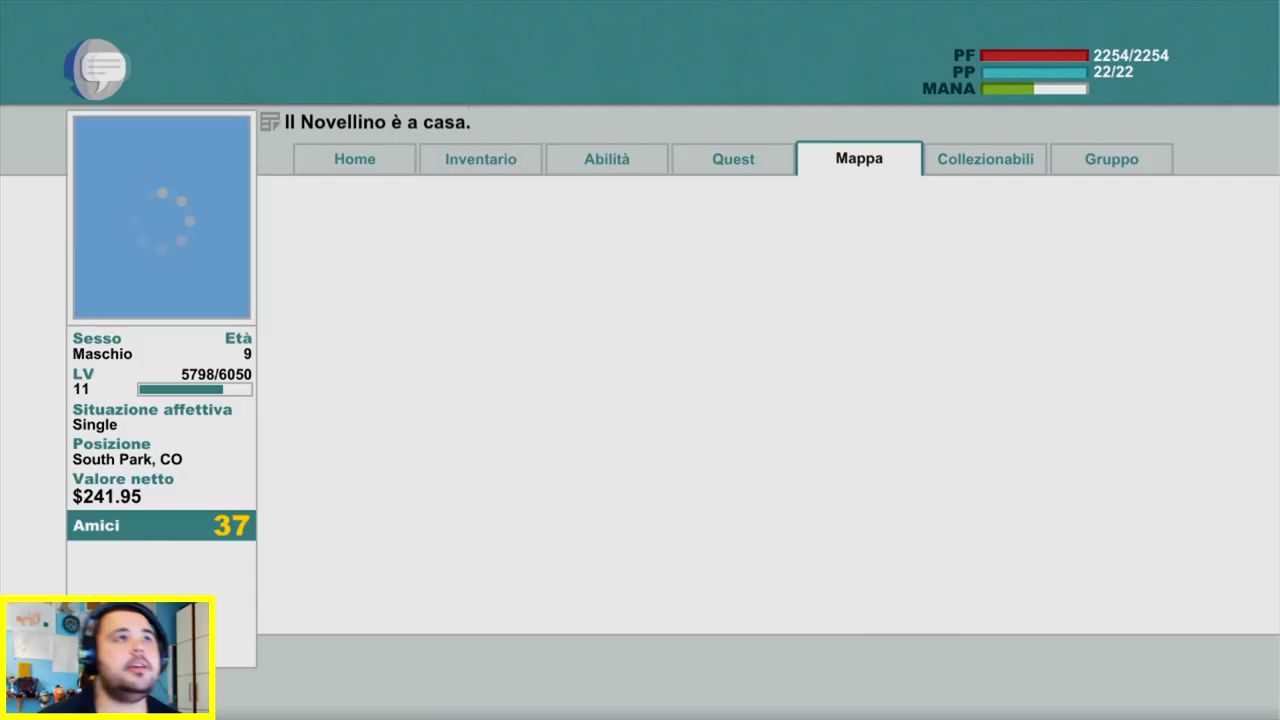 PF 2254/2254
PP 22/22
MANA
Il Novellino è a casa.
Home Inventario Abilità Quest Mappa Collezionabili Gruppo
Sesso Età
Maschio 9
LV 5798/6050
11
Situazione affettiva
Single
Posizione
South Park, CO
Valore netto
$241.95
Amici 37